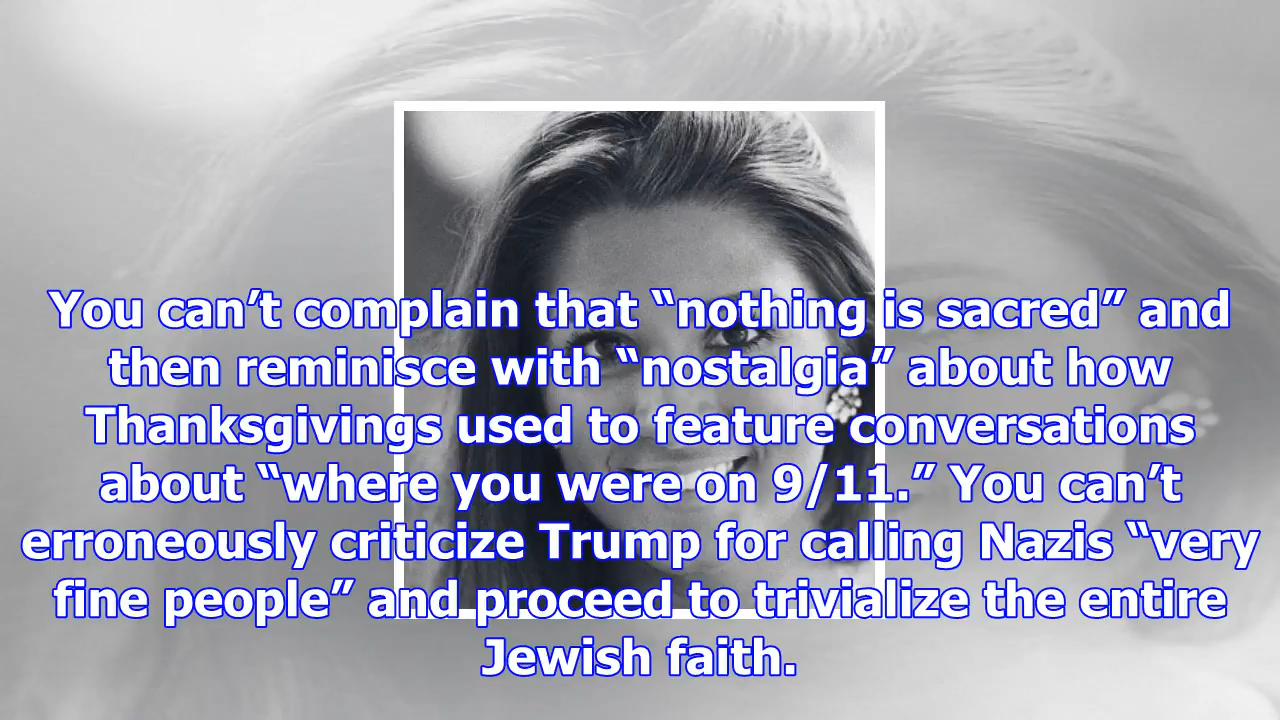 You can’t complain that “nothing is sacred” and
then reminisce with “nostalgia” about how
Thanksgivings used to feature conversations
about “where you were on 9/11.” You can’t
erroneously criticize Trump for calling Nazis “very
fine people” and proceed to trivialize the entire
Jewish faith.